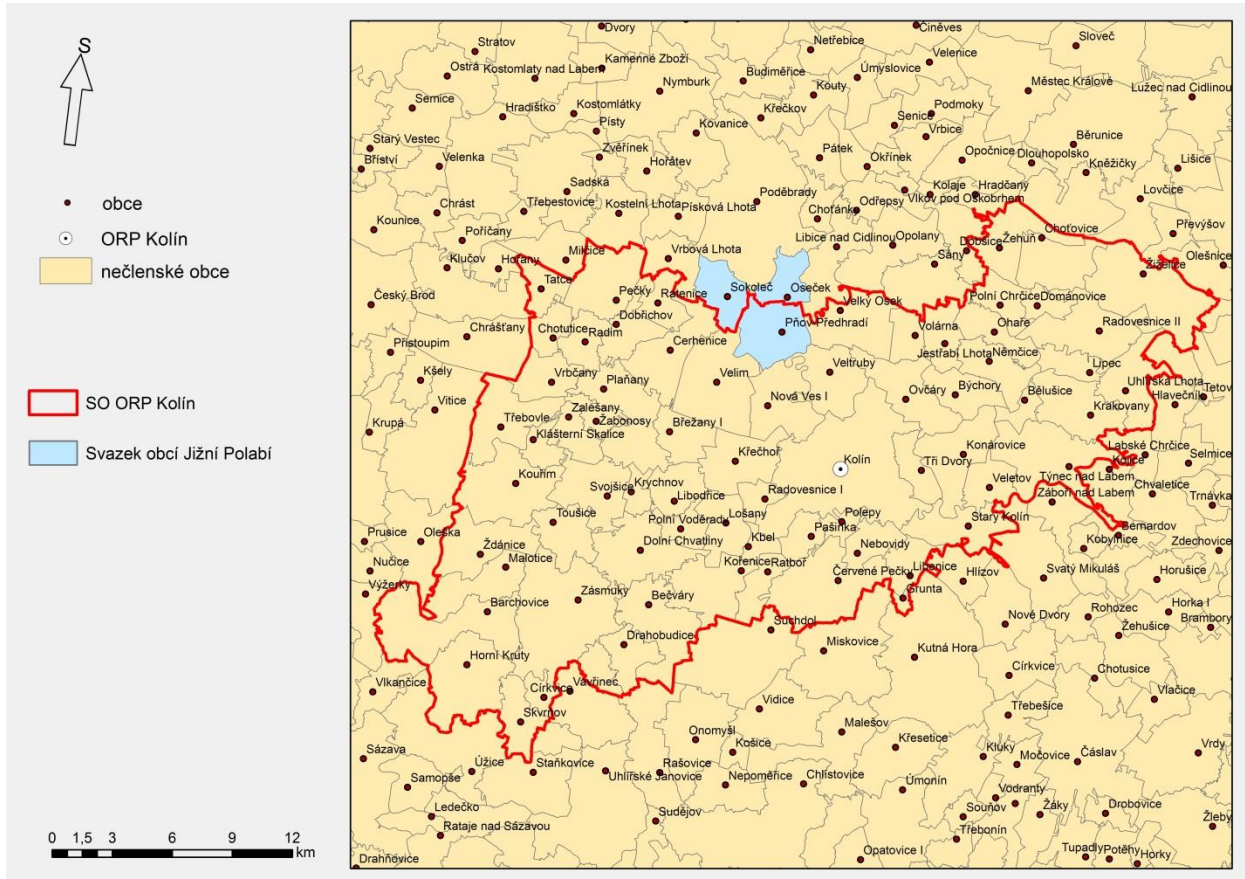 S
obce
ORP Kolín
nečlenské obce
SO ORP Kolín
Svazek obcí Jižní Polabí
0 1,5 3 6 9 12
km
Dvory
Činěves
Stratov
Netřebice
Sloveč
Velenice
Kamenné Zboží
Ostrá
Kostomlaty nad Labem
Budiměřice
Úmyslovice
Nymburk
Kouty
Městec Králové
Lužec nad Cidlinou
Semice
Hradištko
Kostomlátky
Křečkov
Podmoky
Písty
Kovanice
Senice
Vrbice
Starý Vestec
Běrunice
Bříství
Velenka
Zvěřínek
Hořátev
Pátek
Okřínek
Opočnice
Dlouhopolsko
Kněžičky
Lišice
Sadská
Poděbrady
Kolaje
Hradčany
Vlkov pod Oškobrhem
Lovčice
Chrást
Třebestovice
Kostelní Lhota
Písková Lhota
Choťánky
Odřepsy
Kounice
Poříčany
Libice nad Cidlinou
Opolany
Choťovice
Převýšov
Vrbová Lhota
Dobšice
Žehuň
Klučov
Hořany
Milčice
Sány
Olešnice
Žiželice
Tatce
Český Brod
Pečky
Ratenice
Sokoleč
Oseček
Velký Osek
Polní Chrčice
Dománovice
Chrášťany
Chotutice
Radim
Dobřichov
Pňov Předhradí
Volárna
Ohaře
Radovesnice II
Přistoupim
Cerhenice
Jestřabí Lhota
Němčice
Kšely
Vrbčany
Plaňany
Velim
Veltruby
Lipec
Uhlířská Lhota
Tetov
Vitice
Nová Ves I
Ovčáry
Býchory
Bělušice
Hlavečník
Krakovany
Krupá
Třebovle
Zalešany
Žabonosy
Břežany I
Klášterní Skalice
Konárovice
Labské Chrčice
Křečhoř
Kolín
Tři Dvory
Týnec nad Labem
Kojice
Selmice
Kouřim
Svojšice
Krychnov
Libodřice
Radovesnice I
Veletov
Záboří nad Labem
Chvaletice
Trnávka
Toušice
Polní Voděrady
Lošany
Pašinka
Polepy
Starý Kolín
Bernardov
Prusice
Oleška
Dolní Chvatliny
Kbel
Nebovidy
Kobylnice
Zdechovice
Ždánice
Malotice
Nučice
Kořenice
Ratboř
Červené Pečky
Libenice
Hlízov
Svatý Mikuláš
Horušice
Výžerky
Barchovice
Zásmuky
Bečváry
Grunta
Nové Dvory
Rohozec
Horka I
Brambory
Suchdol
Žehušice
Drahobudice
Miskovice
Kutná Hora
Horní Kruty
Církvice
Chotusice
Vlkančice
Církvice
Vavřinec
Vlačice
Vidice
Skvrňov
Třebešice
Malešov
Onomyšl
Křesetice
Sázava
Košice
Kluky
Močovice
Čáslav
Vrdy
Samopše
Úžice
Staňkovice
Uhlířské Janovice
Rašovice
Nepoměřice
Chlístovice
Úmonín
Vodranty
Ledečko
Sudějov
Souňov
Žáky
Drobovice
Žleby
Rataje nad Sázavou
Třebonín
Drahňovice
Opatovice I
Tupadly
Potěhy
Horky